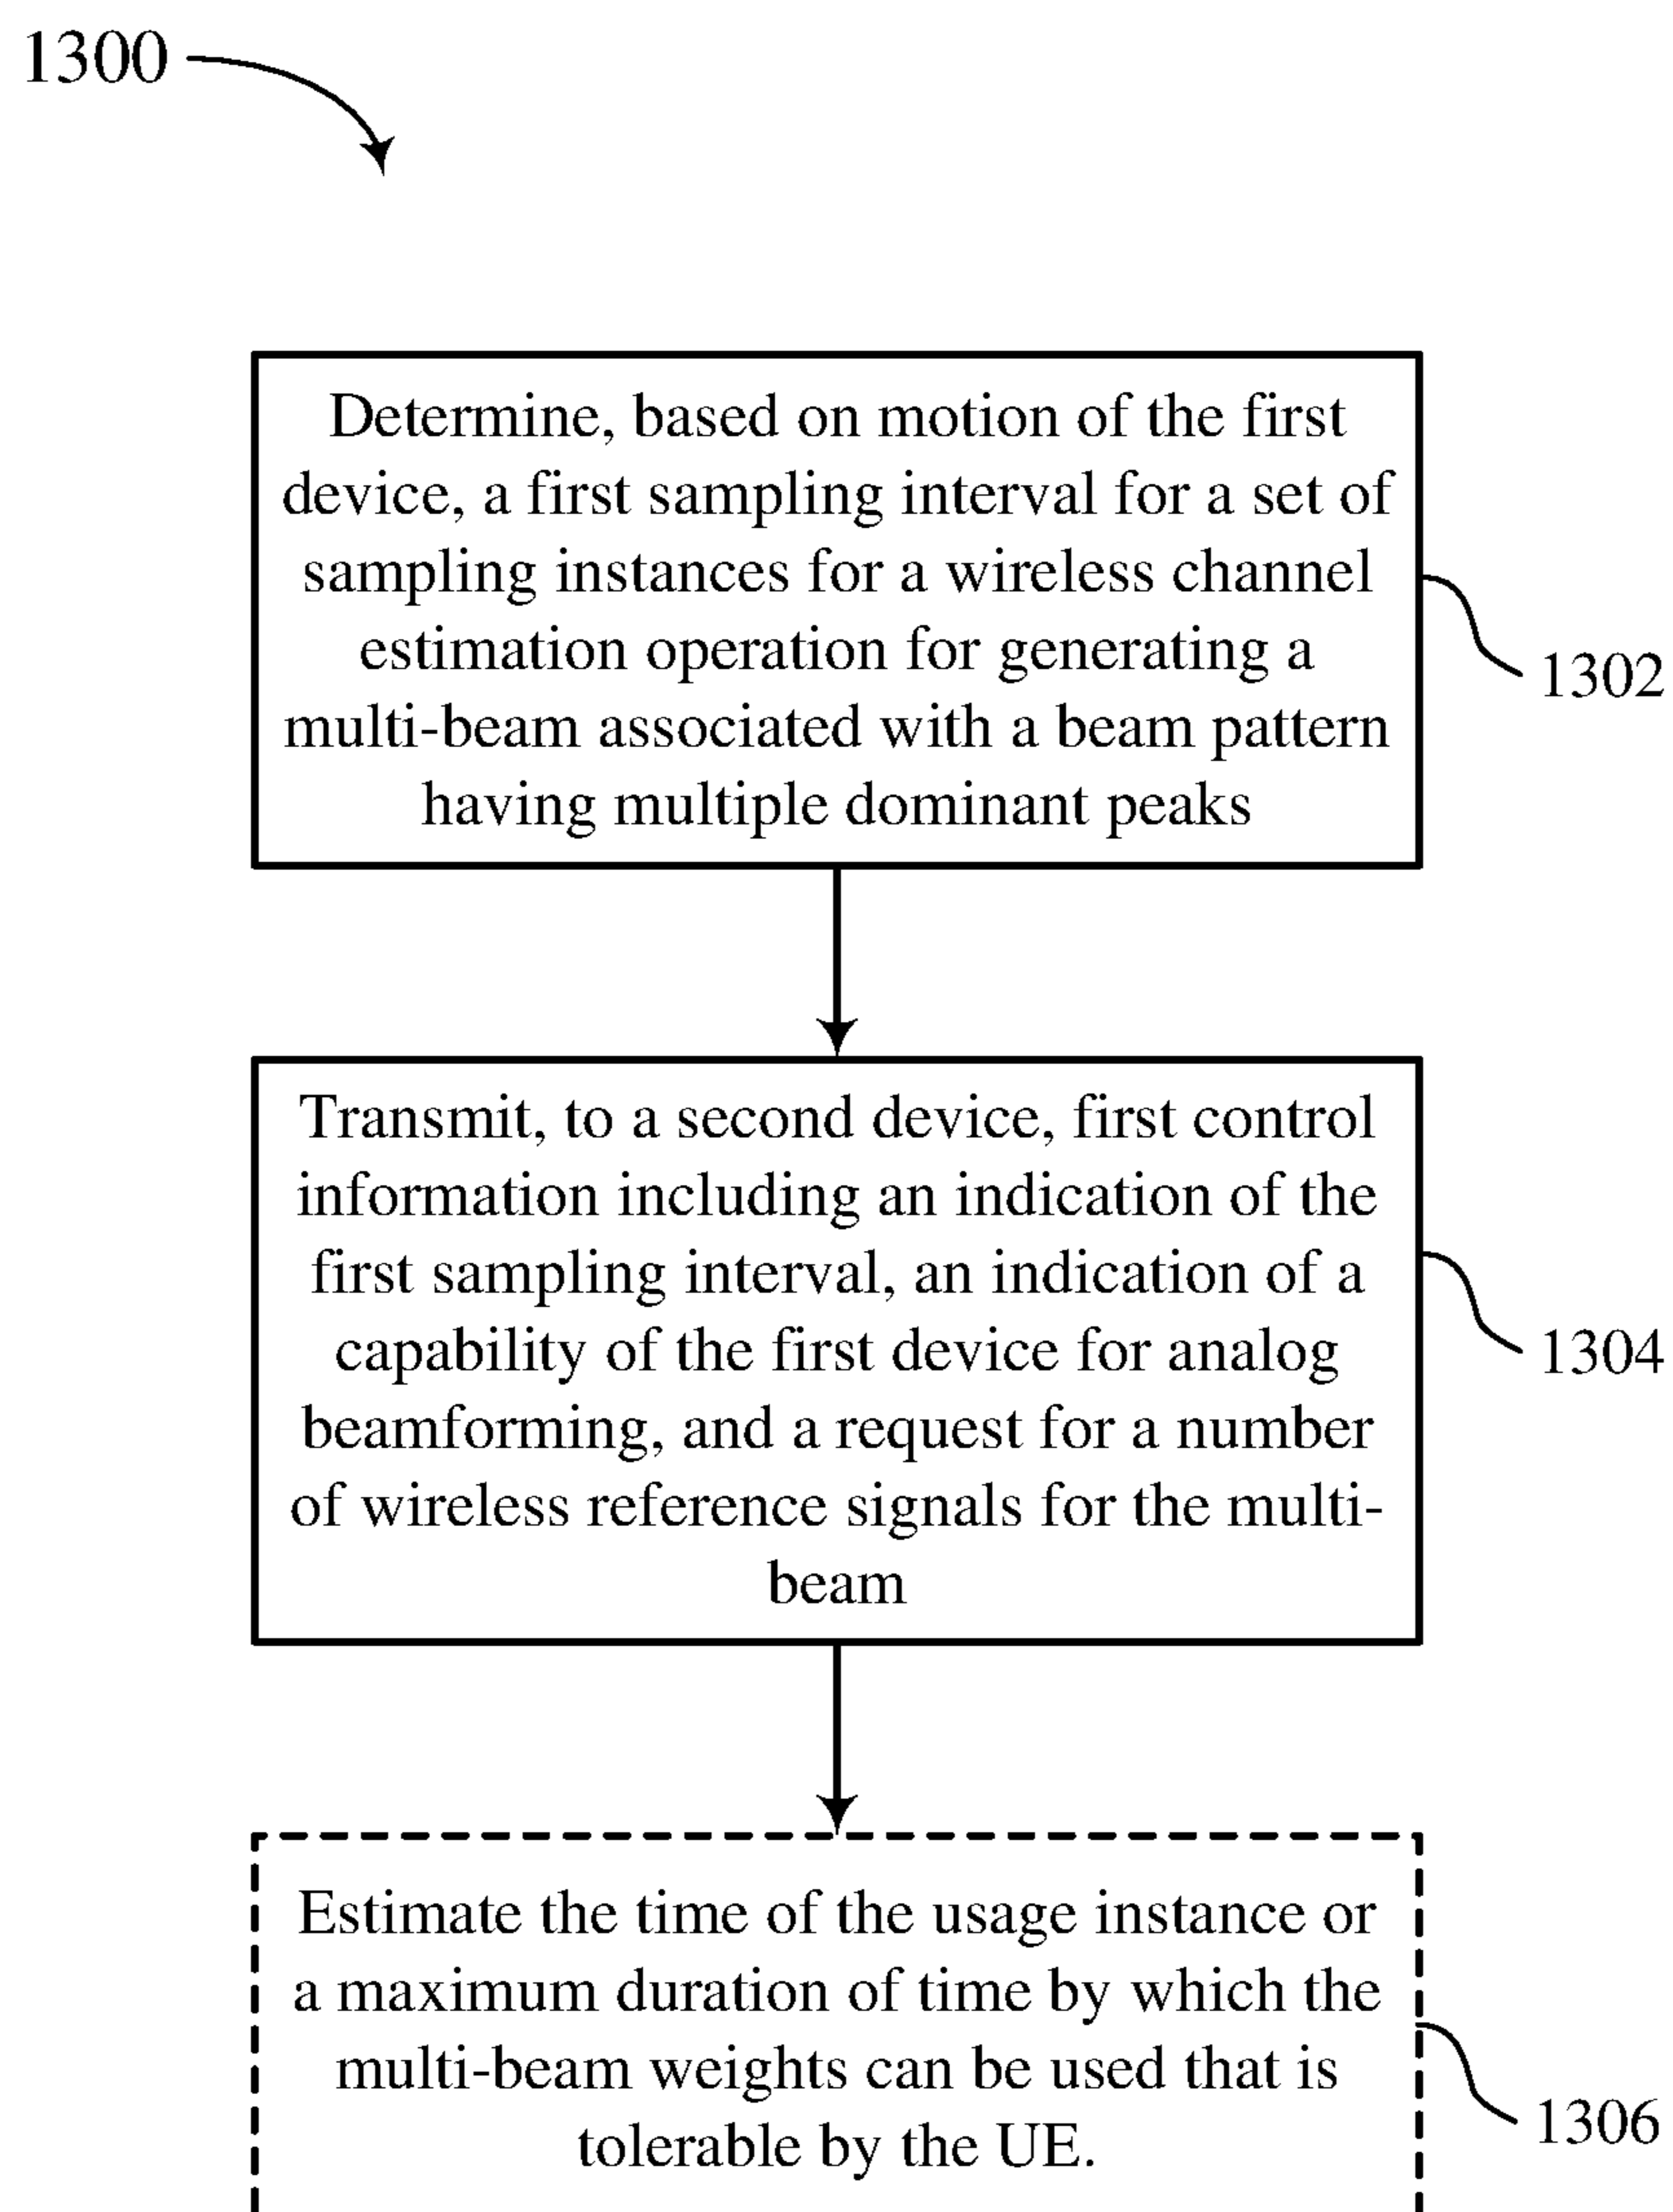 1300
Determine, based on motion of the first
device, a first sampling interval for a set of
sampling instances for a wireless channel
estimation operation for generating a
multi-beam associated with a beam pattern
having multiple dominant peaks
1302
Transmit, to a second device, first control
information including an indication of the
first sampling interval, an indication of a
capability of the first device for analog
beamforming, and a request for a number
of wireless reference signals for the multi-
beam
1304
Estimate the time of the usage instance or
a maximum duration of time by which the
multi-beam weights can be used that is
tolerable by the UE.
1306